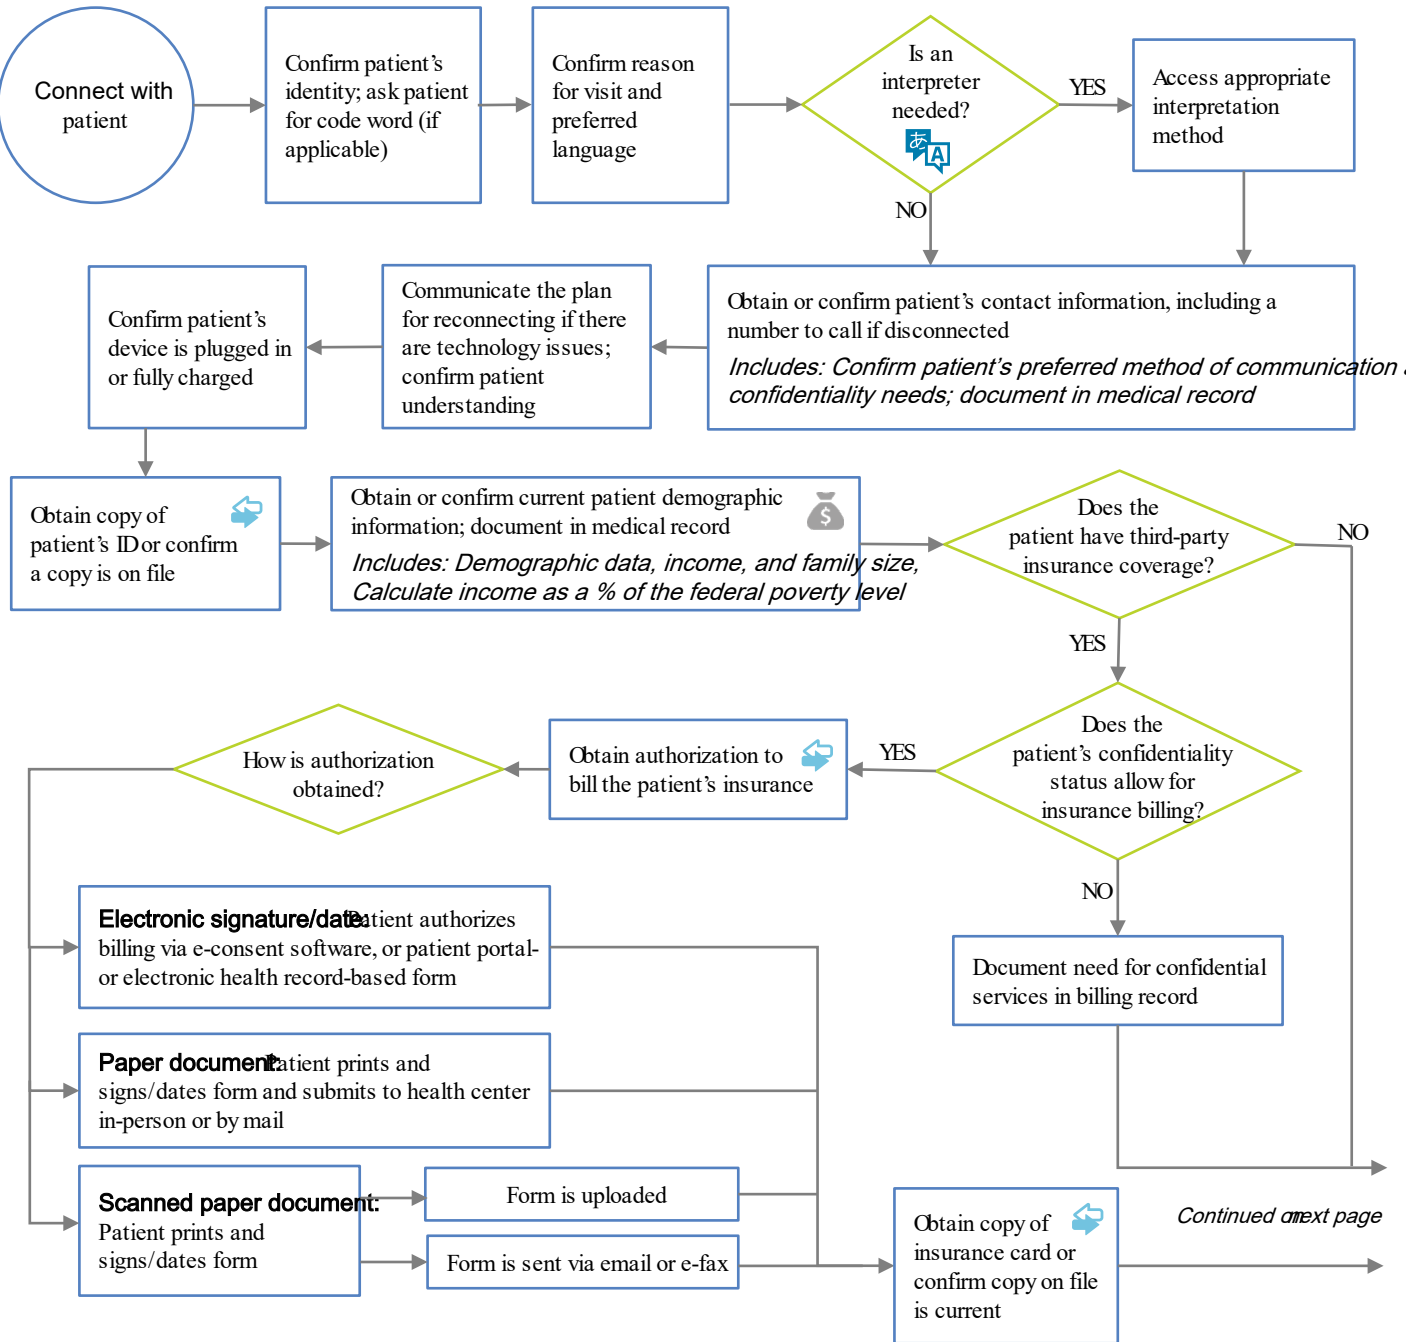 Connect with
patient
Confirm patient's
identity; ask patient
for code word (if
applicable)
Confirm reason
for visit and
preferred
language
Is an
interpreter
needed?
あ
A
YES
Access appropriate
interpretation
method
NO
Obtain or confirm patient's contact information, including a
number to call if disconnected
Includes: Confirm patient's preferred method of communication
confidentiality needs; document in medical record
Communicate the plan
for reconnecting if there
are technology issues;
confirm patient
understanding
Confirm patient's
device is plugged in
or fully charged
Obtain copy of
patient's ID or confirm
a copy is on file
Obtain or confirm current patient demographic
information; document in medical record
$
Includes: Demographic data, income, and family size,
Calculate income as a % of the federal poverty level
Does the
patient have third-party
insurance coverage?
NO
YES
Does the
patient's confidentiality
status allow for
insurance billing?
YES
Obtain authorization to
bill the patient's insurance
How is authorization
obtained?
NO
Document need for confidential
services in billing record
Electronic signature/date: Patient authorizes
billing via e-consent software, or patient portal-
or electronic health record-based form
Paper document: Patient prints and
signs/dates form and submits to health center
in-person or by mail
Scanned paper document:
Patient prints and
signs/dates form
Form is uploaded
Form is sent via email or e-fax
Obtain copy of
insurance card or
confirm copy on file
is current
Continued on next page